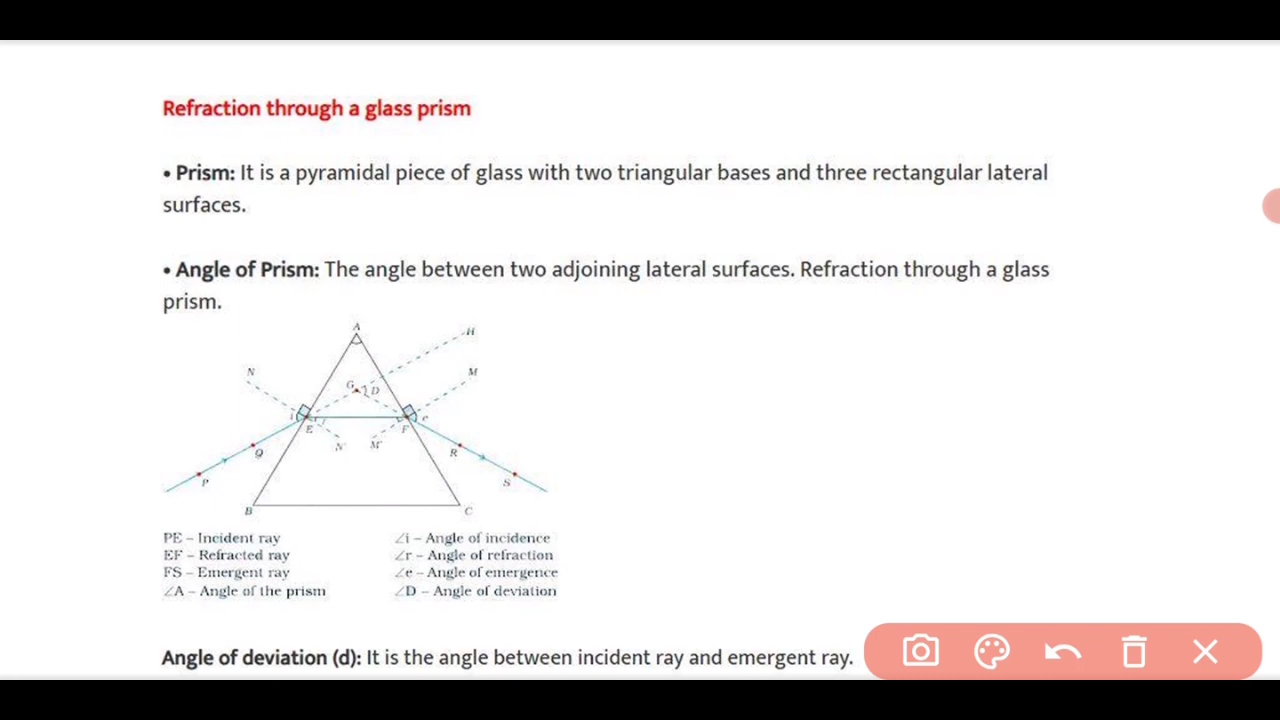 Refraction through a glass prism
• Prism: It is a pyramidal piece of glass with two triangular bases and three rectangular lateral
surfaces.
• Angle of Prism: The angle between two adjoining lateral surfaces. Refraction through a glass
prism.
A
H
N
M
G
D
i
r
e
E
F
N'
M'
Q
R
P
S
B
C
PE – Incident ray
∠i – Angle of incidence
EF – Refracted ray
∠r – Angle of refraction
FS – Emergent ray
∠e – Angle of emergence
∠A – Angle of the prism
∠D – Angle of deviation
Angle of deviation (d): It is the angle between incident ray and emergent ray.